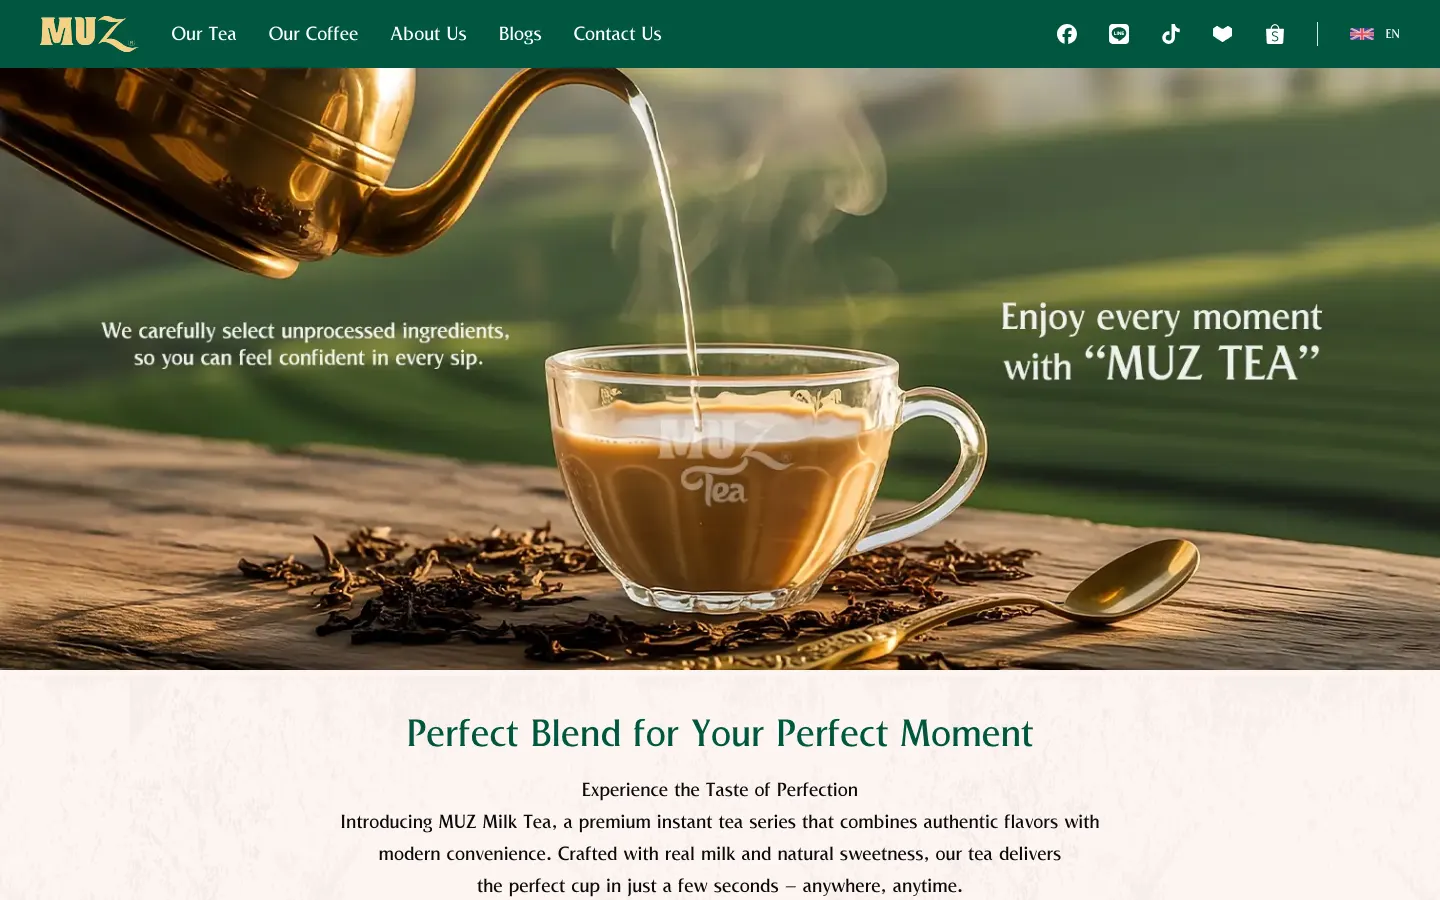 MUZ
Our Tea
Our Coffee
About Us
Blogs
Contact Us
LINE
S
EN
We carefully select unprocessed ingredients,
so you can feel confident in every sip.
Enjoy every moment
with “MUZ TEA”
MUZ
Tea
Perfect Blend for Your Perfect Moment
Experience the Taste of Perfection
Introducing MUZ Milk Tea, a premium instant tea series that combines authentic flavors with
modern convenience. Crafted with real milk and natural sweetness, our tea delivers
the perfect cup in just a few seconds – anywhere, anytime.